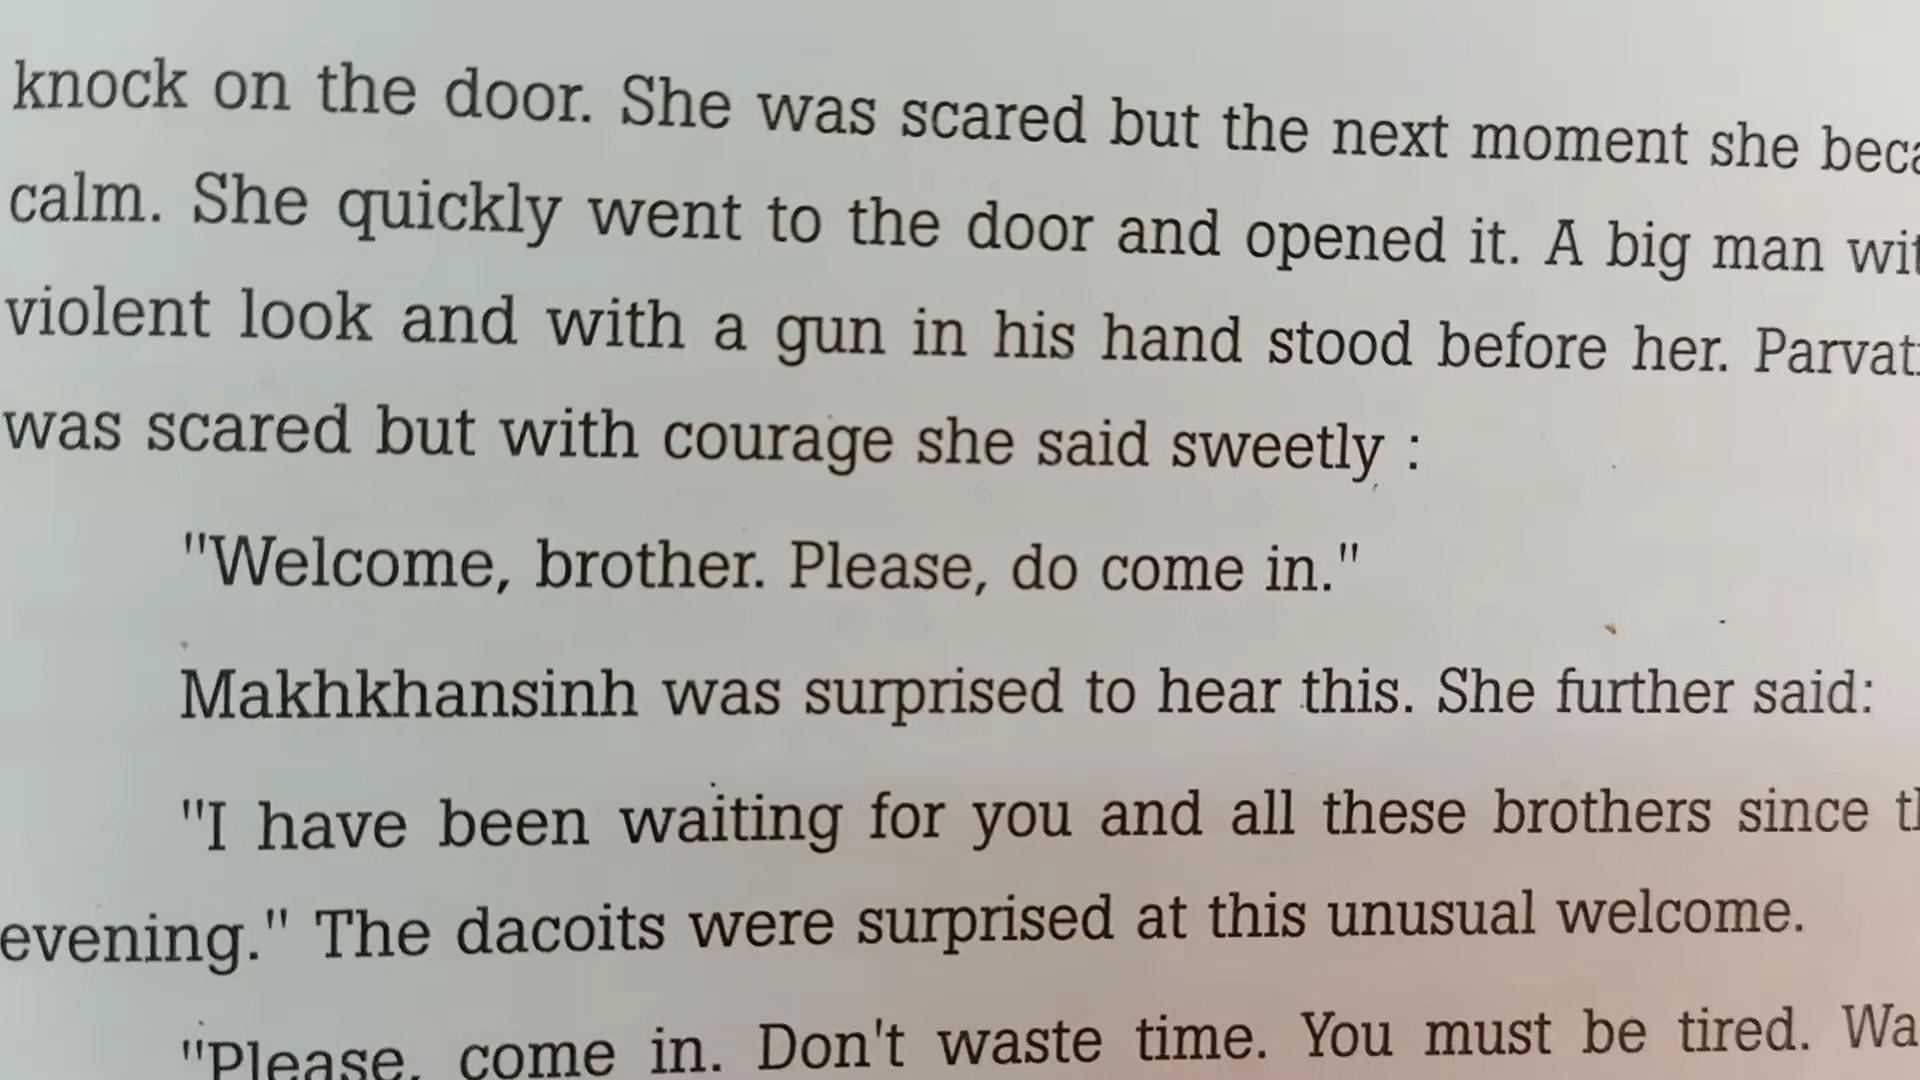 knock on the door. She was scared but the next moment she
calm. She quickly went to the door and opened it. A big man
violent look and with a gun in his hand stood before her. Parvati
was scared but with courage she said sweetly :
"Welcome, brother. Please, do come in."
Makhkhansinh was surprised to hear this. She further said:
"I have been waiting for you and all these brothers since
evening." The dacoits were surprised at this unusual welcome.
"Please, come in. Don't waste time. You must be tired.